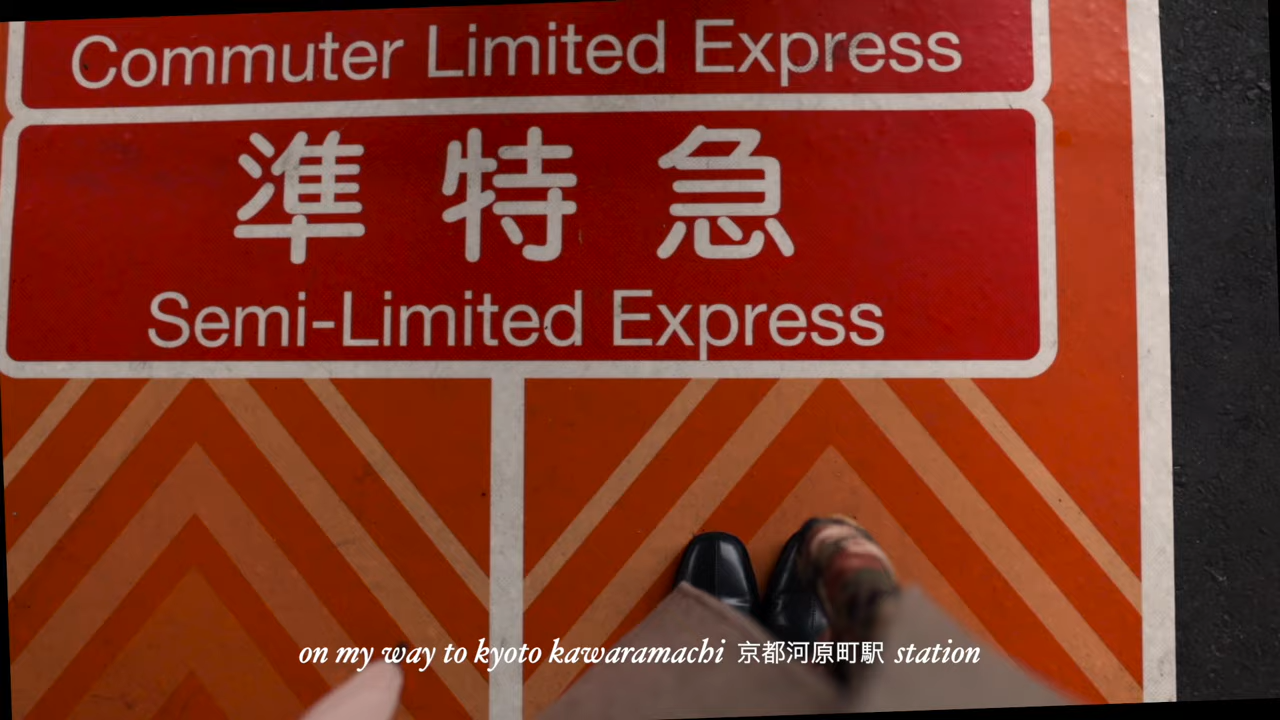 Commuter Limited Express
準特急
Semi-Limited Express
on my way to kyoto kawaramachi 京都河原町駅 station